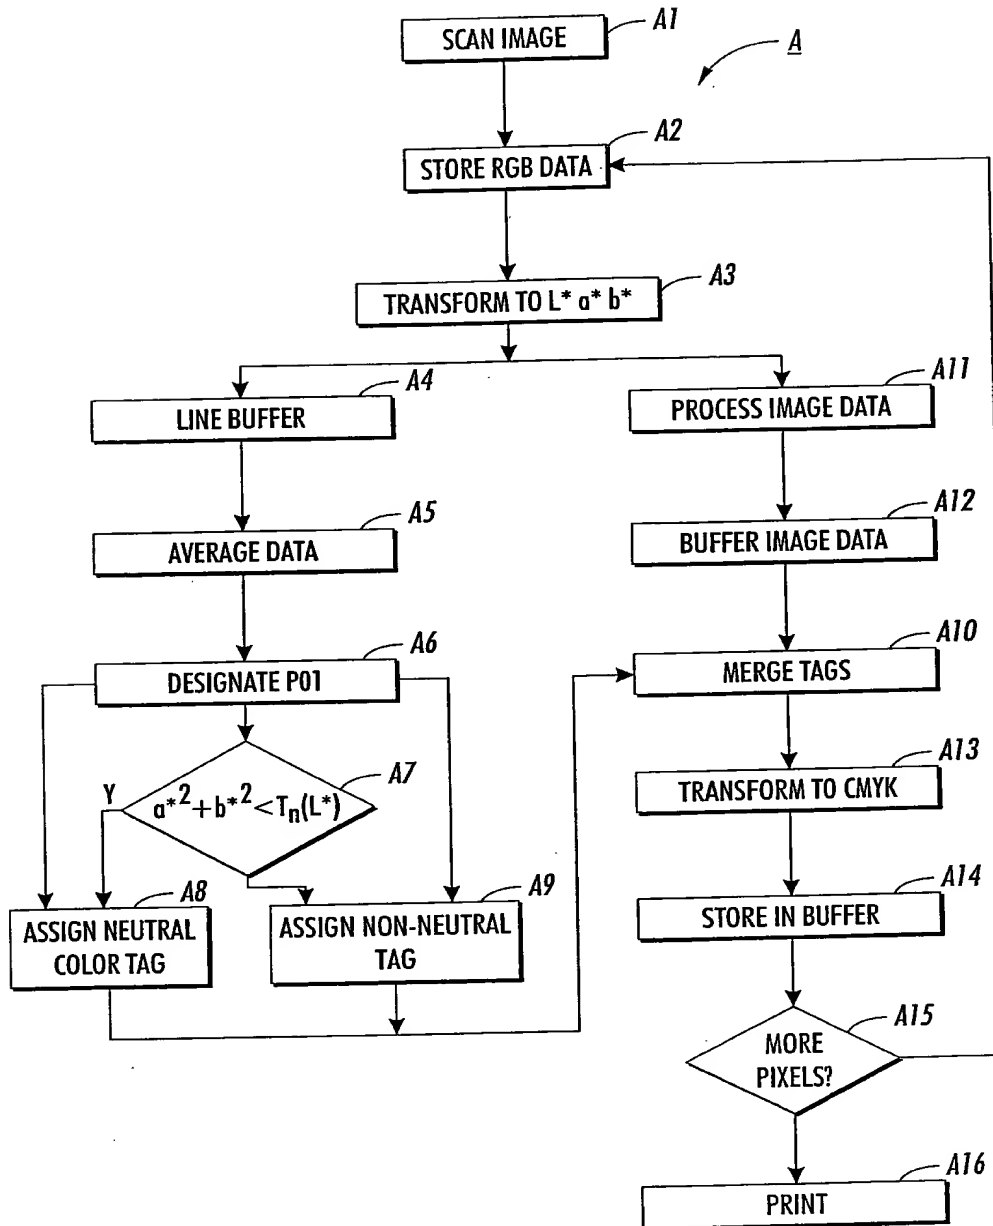 SCAN IMAGE
A1
A
STORE RGB DATA
A2
TRANSFORM TO L* a* b*
A3
LINE BUFFER
A4
PROCESS IMAGE DATA
A11
AVERAGE DATA
A5
BUFFER IMAGE DATA
A12
DESIGNATE P01
A6
MERGE TAGS
A10
Y
a*2+b*2<Tn(L*)
A7
TRANSFORM TO CMYK
A13
ASSIGN NEUTRAL
COLOR TAG
A8
ASSIGN NON-NEUTRAL
TAG
A9
STORE IN BUFFER
A14
MORE
PIXELS?
A15
PRINT
A16